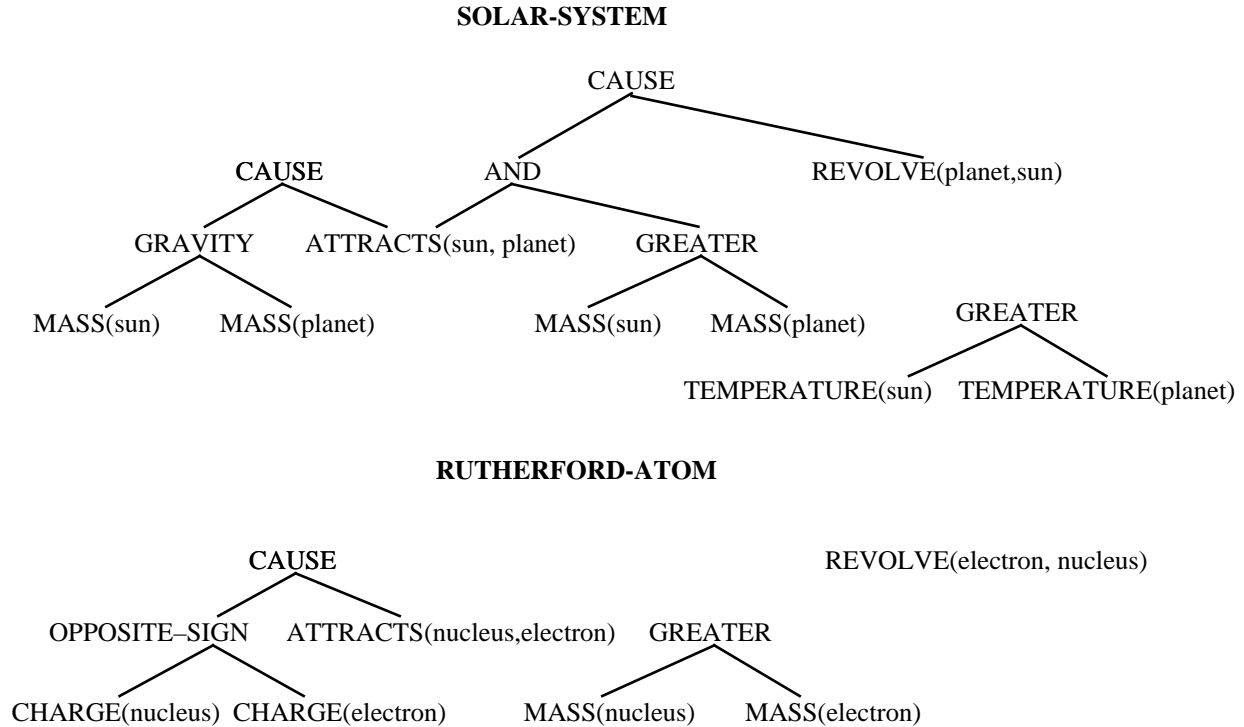 SOLAR-SYSTEM
CAUSE
CAUSE AND REVOLVE(planet,sun)
GRAVITY ATTRACTS(sun, planet) GREATER
MASS(sun) MASS(planet) MASS(sun) MASS(planet) GREATER
TEMPERATURE(sun) TEMPERATURE(planet)
RUTHERFORD-ATOM
CAUSE REVOLVE(electron, nucleus)
OPPOSITE–SIGN ATTRACTS(nucleus,electron) GREATER
CHARGE(nucleus) CHARGE(electron) MASS(nucleus) MASS(electron)